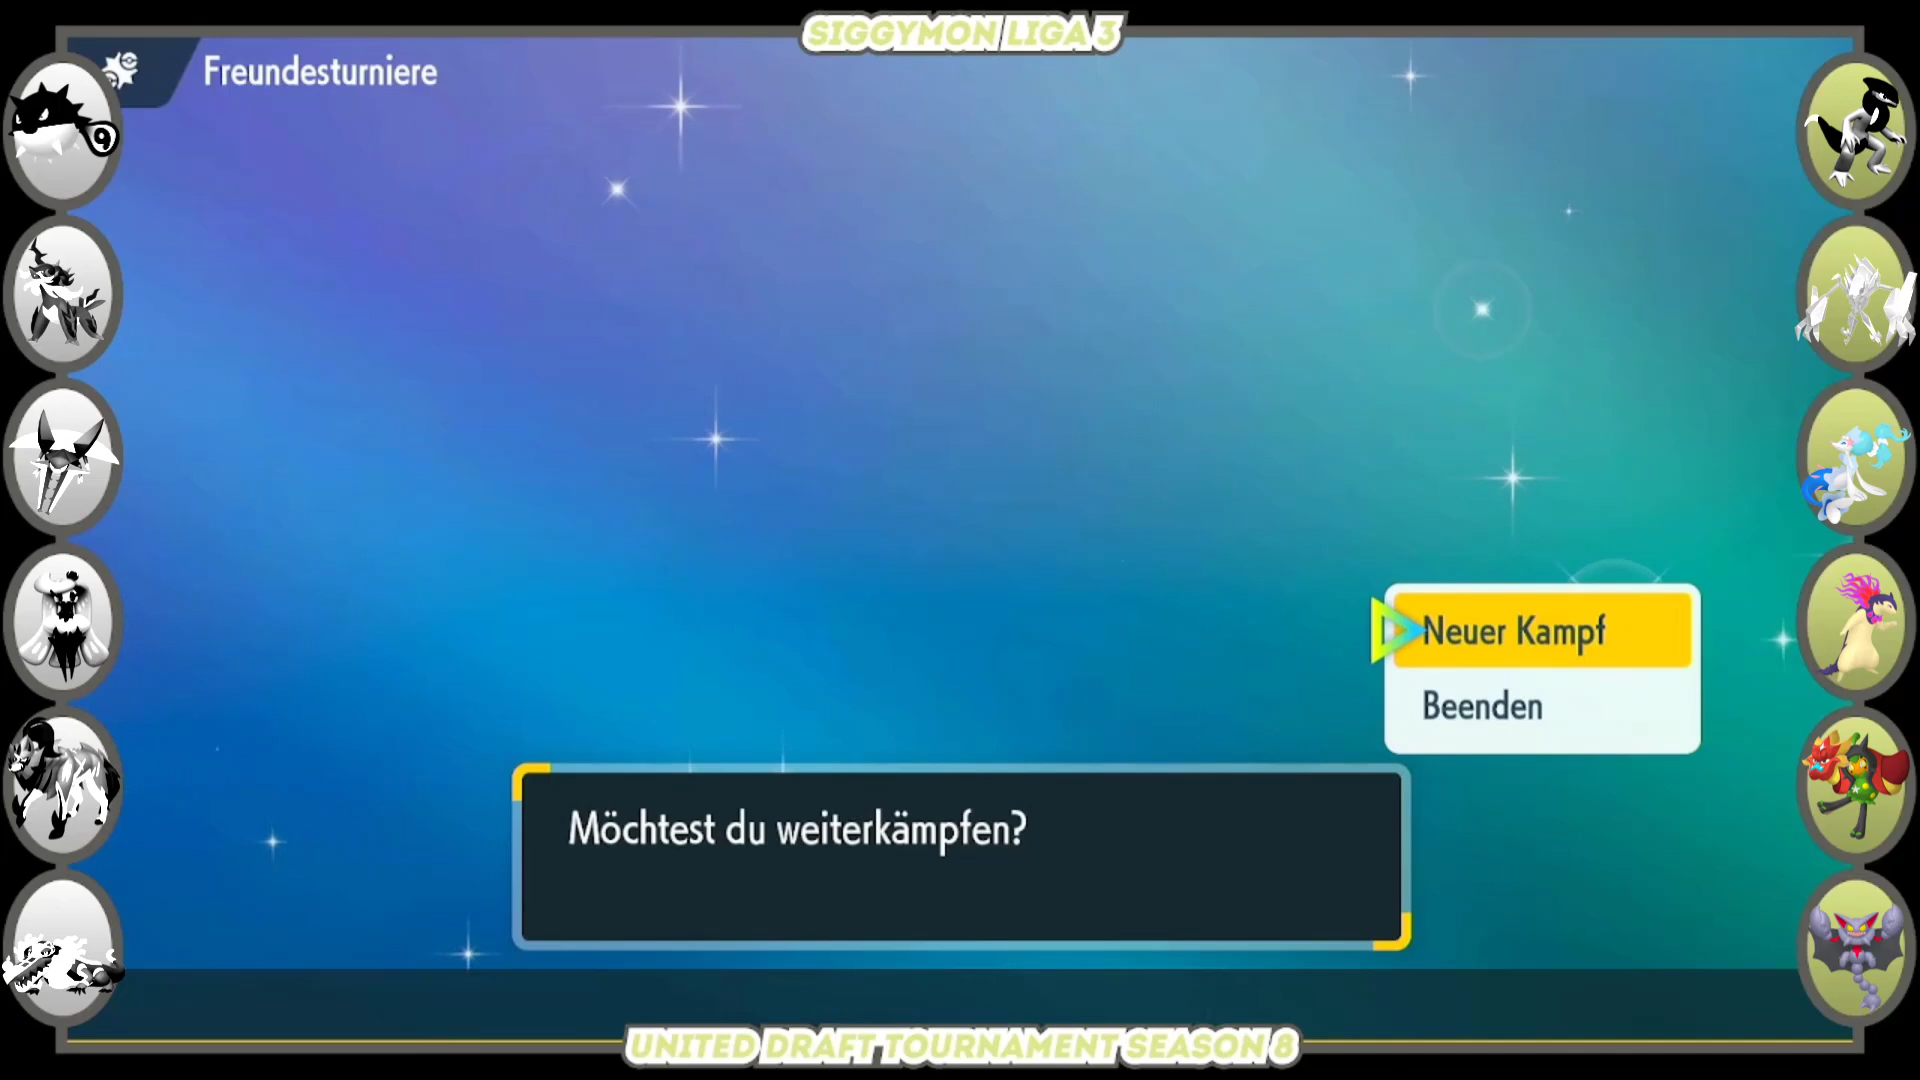 SIGGYMON LIGA 3
Freundesturniere
Neuer Kampf
Beenden
Möchtest du weiterkämpfen?
UNITED DRAFT TOURNAMENT SEASON 8